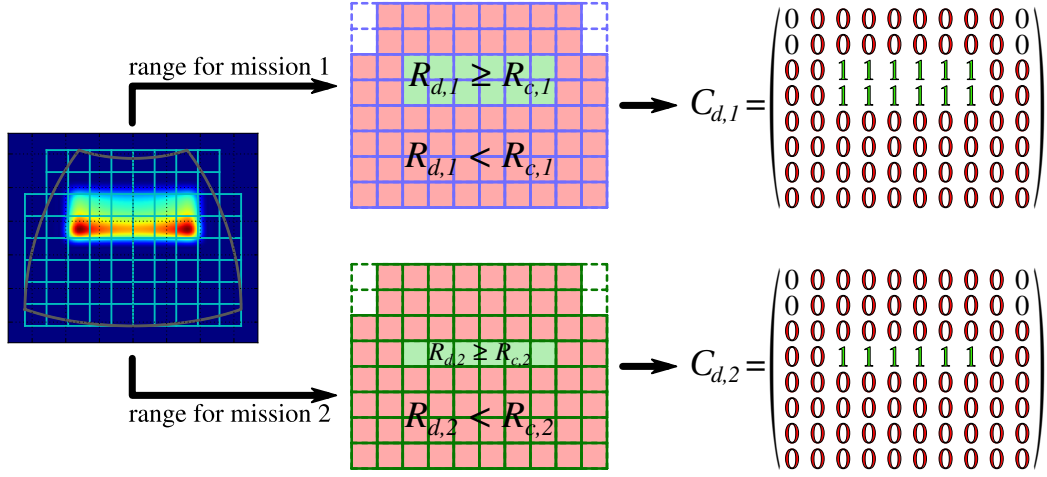 range for mission 1
R_{d,1} ≥ R_{c,1}
R_{d,1} < R_{c,1}
C_{d,1} =
0 0 0 0 0 0 0 0 0 0
0 0 0 0 0 0 0 0 0 0
0 0 1 1 1 1 1 1 0 0
0 0 1 1 1 1 1 1 0 0
0 0 0 0 0 0 0 0 0 0
0 0 0 0 0 0 0 0 0 0
0 0 0 0 0 0 0 0 0 0
0 0 0 0 0 0 0 0 0 0
range for mission 2
R_{d,2} ≥ R_{c,2}
R_{d,2} < R_{c,2}
C_{d,2} =
0 0 0 0 0 0 0 0 0 0
0 0 0 0 0 0 0 0 0 0
0 0 0 0 0 0 0 0 0 0
0 0 1 1 1 1 1 1 0 0
0 0 0 0 0 0 0 0 0 0
0 0 0 0 0 0 0 0 0 0
0 0 0 0 0 0 0 0 0 0
0 0 0 0 0 0 0 0 0 0